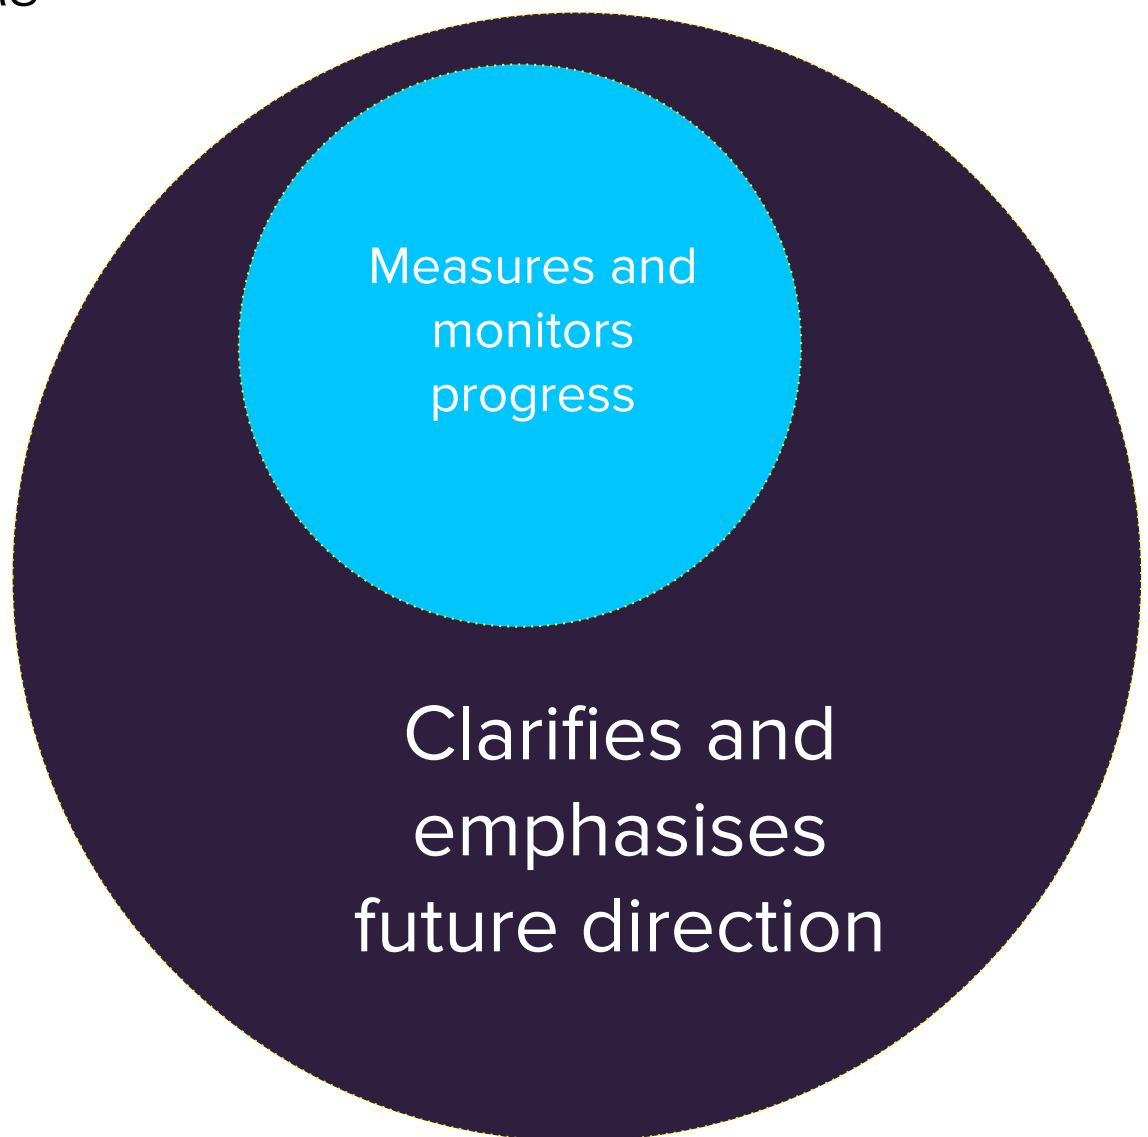 Measures and
monitors
progress
Clarifies and
emphasises
future direction